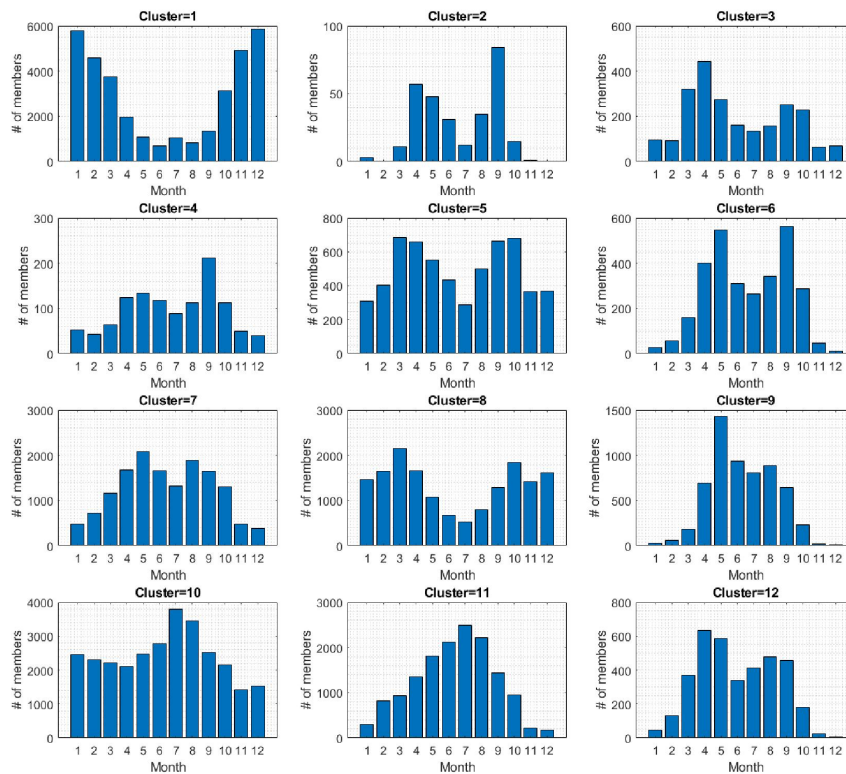 Cluster=1
# of members
6000
4000
2000
0
1 2 3 4 5 6 7 8 9 10 11 12
Month
Cluster=2
# of members
100
50
0
1 2 3 4 5 6 7 8 9 10 11 12
Month
Cluster=3
# of members
600
400
200
0
1 2 3 4 5 6 7 8 9 10 11 12
Month
Cluster=4
# of members
300
200
100
0
1 2 3 4 5 6 7 8 9 10 11 12
Month
Cluster=5
# of members
800
600
400
200
0
1 2 3 4 5 6 7 8 9 10 11 12
Month
Cluster=6
# of members
600
400
200
0
1 2 3 4 5 6 7 8 9 10 11 12
Month
Cluster=7
# of members
3000
2000
1000
0
1 2 3 4 5 6 7 8 9 10 11 12
Month
Cluster=8
# of members
3000
2000
1000
0
1 2 3 4 5 6 7 8 9 10 11 12
Month
Cluster=9
# of members
1500
1000
500
0
1 2 3 4 5 6 7 8 9 10 11 12
Month
Cluster=10
# of members
4000
3000
2000
1000
0
1 2 3 4 5 6 7 8 9 10 11 12
Month
Cluster=11
# of members
3000
2000
1000
0
1 2 3 4 5 6 7 8 9 10 11 12
Month
Cluster=12
# of members
800
600
400
200
0
1 2 3 4 5 6 7 8 9 10 11 12
Month